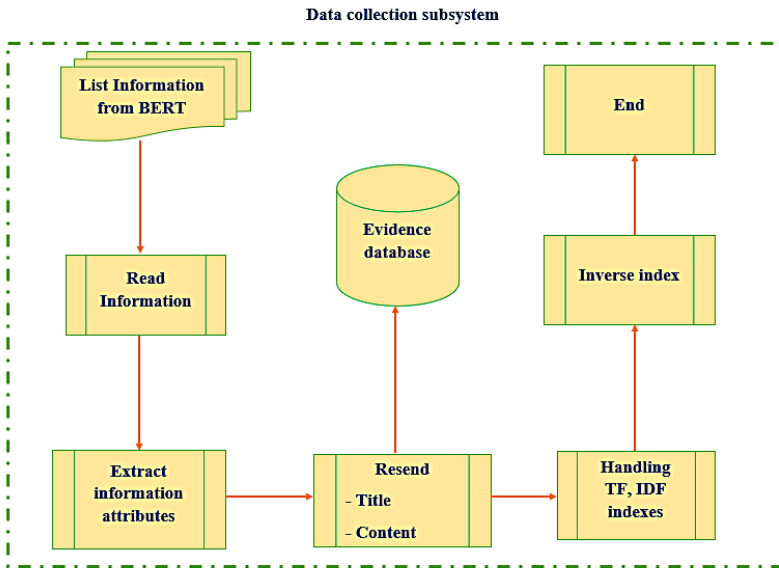 Data collection subsystem
List Information
from BERT
Read
Information
Extract
information
attributes
Resend
- Title
- Content
Evidence
database
Handling
TF, IDF
indexes
Inverse index
End